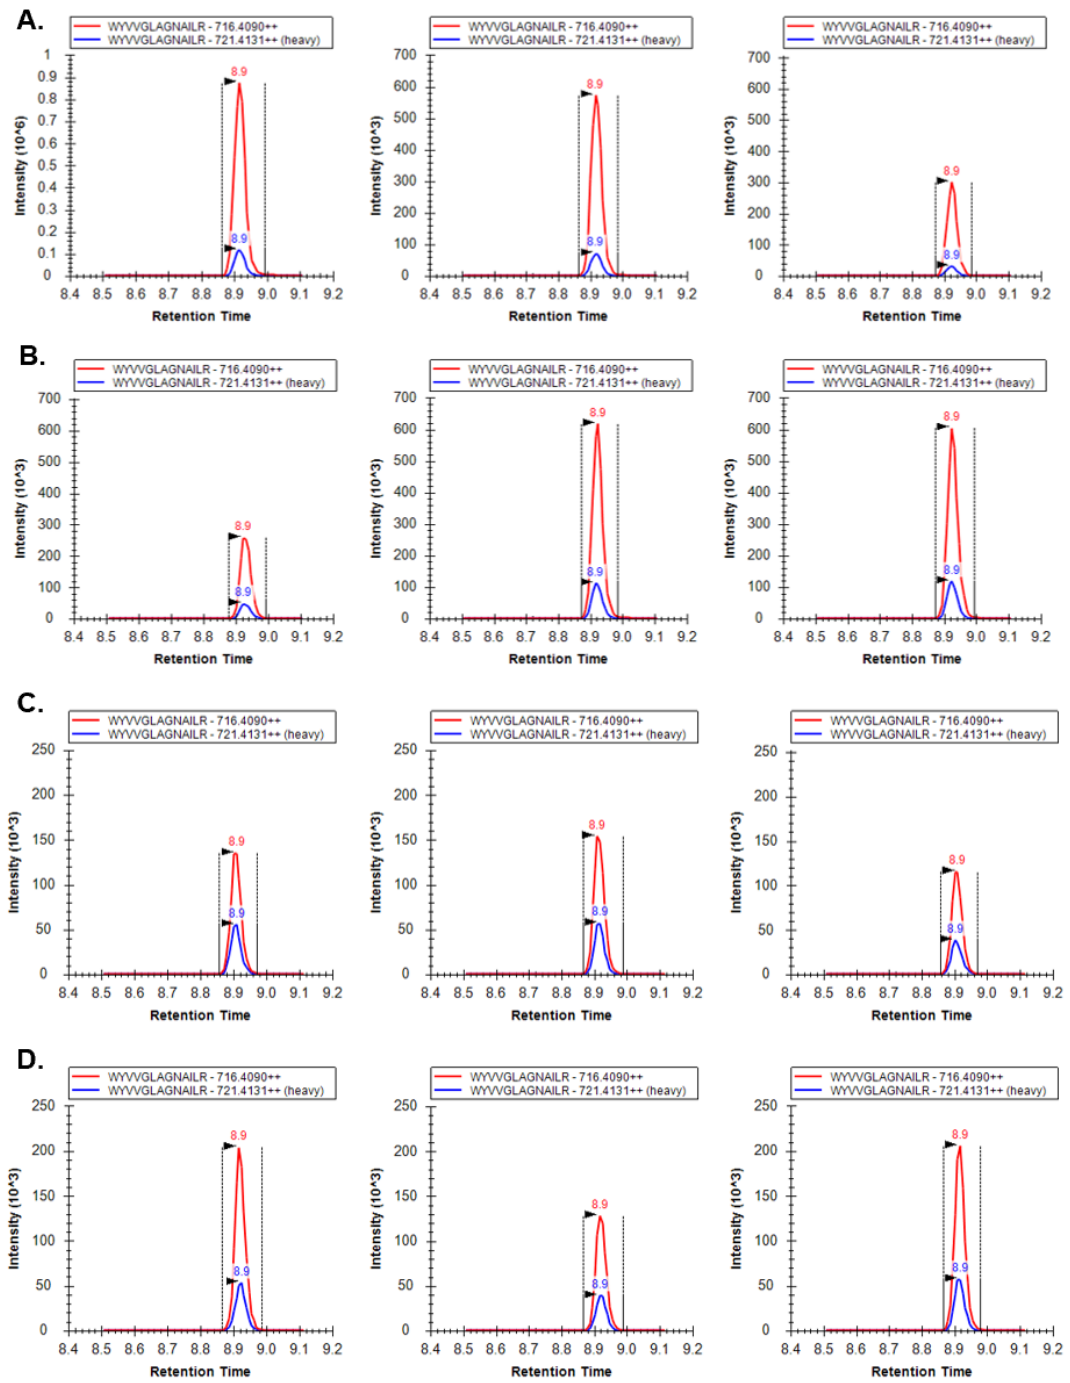 A.
WYVVGLAGNAILR - 716.4090++
WYVVGLAGNAILR - 721.4131++ (heavy)
1
0.9
0.8
0.7
0.6
0.5
0.4
0.3
0.2
0.1
0
Intensity (10^6)
8.9
8.9
8.4 8.5 8.6 8.7 8.8 8.9 9.0 9.1 9.2
Retention Time
WYVVGLAGNAILR - 716.4090++
WYVVGLAGNAILR - 721.4131++ (heavy)
700
600
500
400
300
200
100
0
Intensity (10^3)
8.9
8.9
8.4 8.5 8.6 8.7 8.8 8.9 9.0 9.1 9.2
Retention Time
WYVVGLAGNAILR - 716.4090++
WYVVGLAGNAILR - 721.4131++ (heavy)
700
600
500
400
300
200
100
0
Intensity (10^3)
8.9
8.9
8.4 8.5 8.6 8.7 8.8 8.9 9.0 9.1 9.2
Retention Time
B.
WYVVGLAGNAILR - 716.4090++
WYVVGLAGNAILR - 721.4131++ (heavy)
700
600
500
400
300
200
100
0
Intensity (10^3)
8.9
8.9
8.4 8.5 8.6 8.7 8.8 8.9 9.0 9.1 9.2
Retention Time
WYVVGLAGNAILR - 716.4090++
WYVVGLAGNAILR - 721.4131++ (heavy)
700
600
500
400
300
200
100
0
Intensity (10^3)
8.9
8.9
8.4 8.5 8.6 8.7 8.8 8.9 9.0 9.1 9.2
Retention Time
WYVVGLAGNAILR - 716.4090++
WYVVGLAGNAILR - 721.4131++ (heavy)
700
600
500
400
300
200
100
0
Intensity (10^3)
8.9
8.9
8.4 8.5 8.6 8.7 8.8 8.9 9.0 9.1 9.2
Retention Time
C.
WYVVGLAGNAILR - 716.4090++
WYVVGLAGNAILR - 721.4131++ (heavy)
250
200
150
100
50
0
Intensity (10^3)
8.9
8.9
8.4 8.5 8.6 8.7 8.8 8.9 9.0 9.1 9.2
Retention Time
WYVVGLAGNAILR - 716.4090++
WYVVGLAGNAILR - 721.4131++ (heavy)
250
200
150
100
50
0
Intensity (10^3)
8.9
8.9
8.4 8.5 8.6 8.7 8.8 8.9 9.0 9.1 9.2
Retention Time
WYVVGLAGNAILR - 716.4090++
WYVVGLAGNAILR - 721.4131++ (heavy)
250
200
150
100
50
0
Intensity (10^3)
8.9
8.9
8.4 8.5 8.6 8.7 8.8 8.9 9.0 9.1 9.2
Retention Time
D.
WYVVGLAGNAILR - 716.4090++
WYVVGLAGNAILR - 721.4131++ (heavy)
250
200
150
100
50
0
Intensity (10^3)
8.9
8.9
8.4 8.5 8.6 8.7 8.8 8.9 9.0 9.1 9.2
Retention Time
WYVVGLAGNAILR - 716.4090++
WYVVGLAGNAILR - 721.4131++ (heavy)
250
200
150
100
50
0
Intensity (10^3)
8.9
8.9
8.4 8.5 8.6 8.7 8.8 8.9 9.0 9.1 9.2
Retention Time
WYVVGLAGNAILR - 716.4090++
WYVVGLAGNAILR - 721.4131++ (heavy)
250
200
150
100
50
0
Intensity (10^3)
8.9
8.9
8.4 8.5 8.6 8.7 8.8 8.9 9.0 9.1 9.2
Retention Time